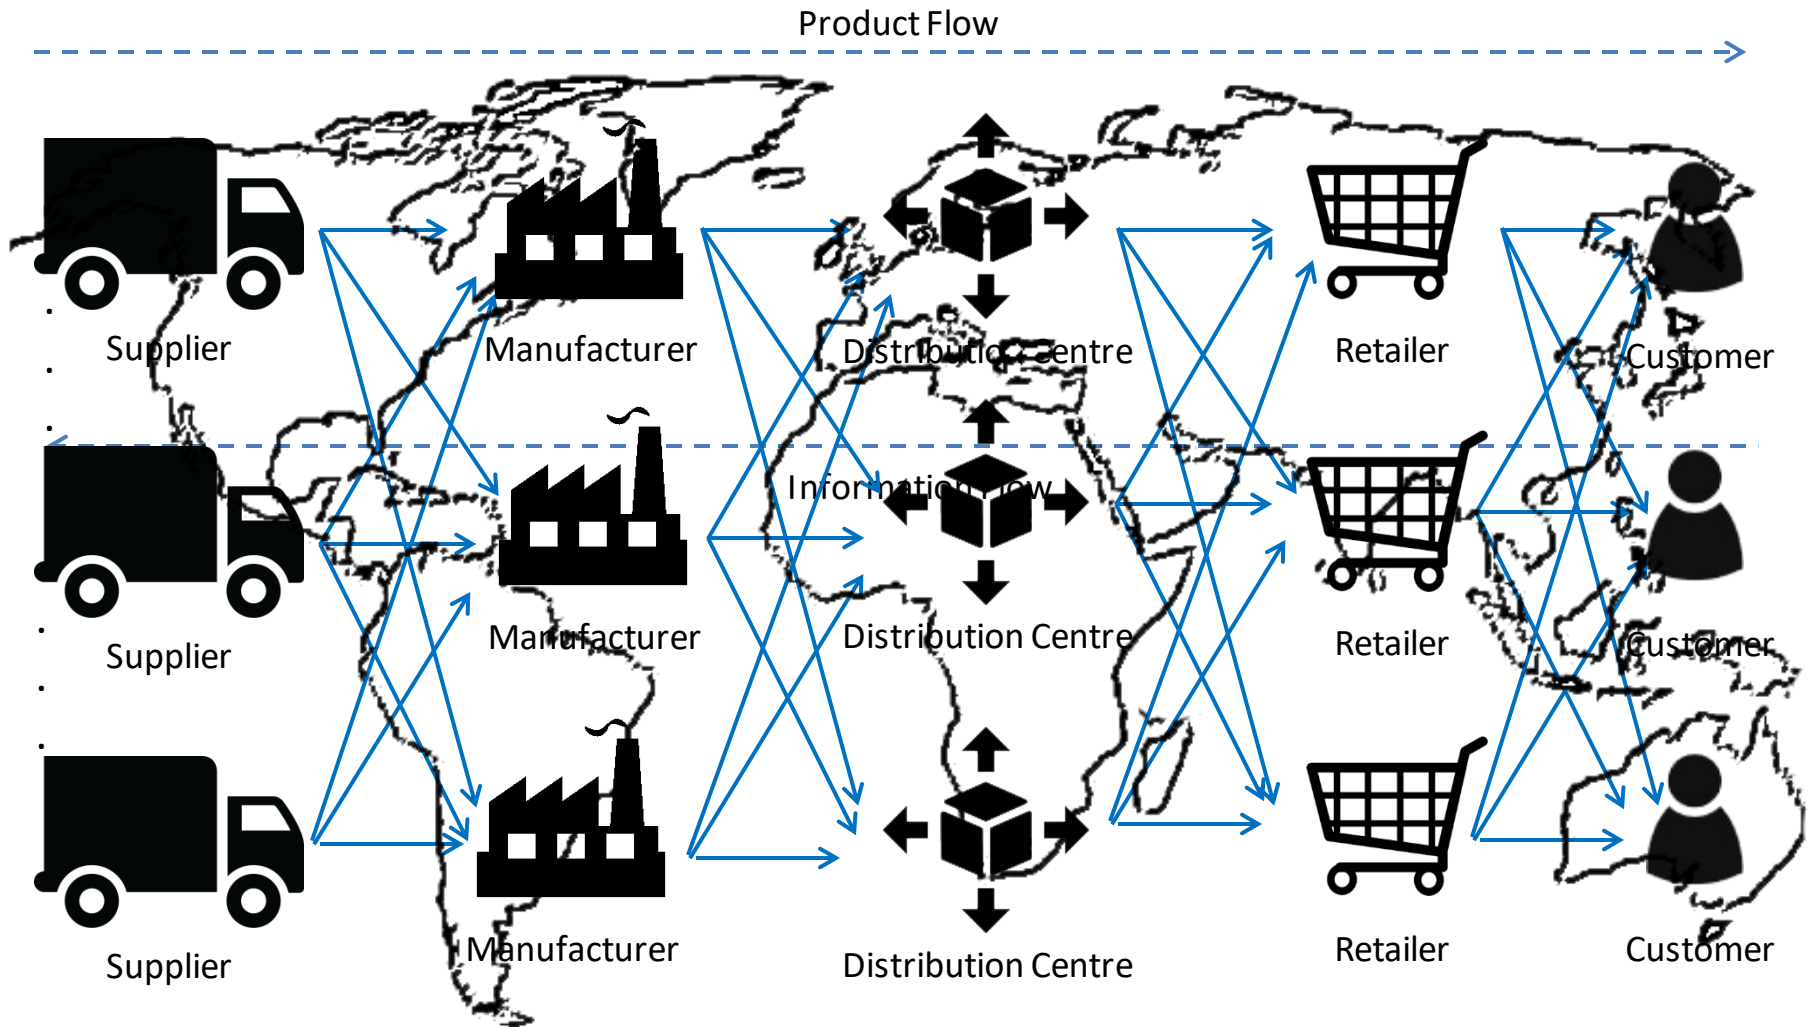 Product Flow
Supplier
Manufacturer
Distribution Centre
Retailer
Customer
Information Flow
Supplier
Manufacturer
Distribution Centre
Retailer
Customer
Supplier
Manufacturer
Distribution Centre
Retailer
Customer